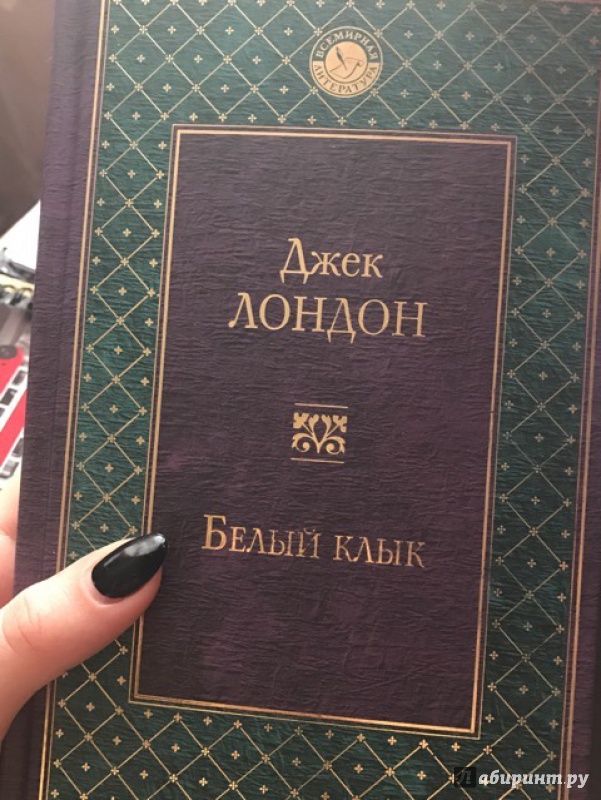 ВСЕМИРНАЯ
ЛИТЕРАТУРА
Джек
ЛОНДОН
БЕЛЫЙ КЛЫК
Лабиринт.ру